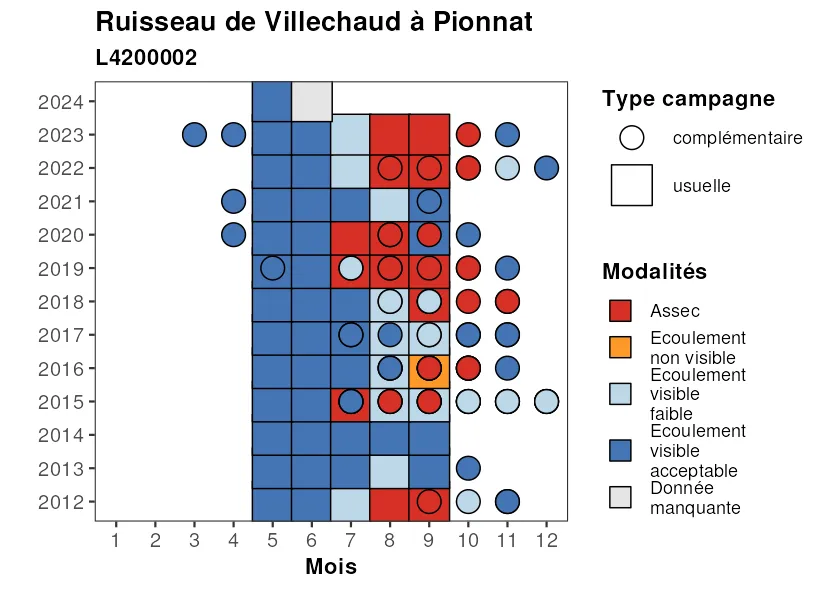 Ruisseau de Villechaud à Pionnat
L4200002
2024
2023
2022
2021
2020
2019
2018
2017
2016
2015
2014
2013
2012
1 2 3 4 5 6 7 8 9 10 11 12
Mois
Type campagne
complémentaire
usuelle
Modalités
Assec
Ecoulement
non visible
Ecoulement
visible
faible
Ecoulement
visible
acceptable
Donnée
manquante